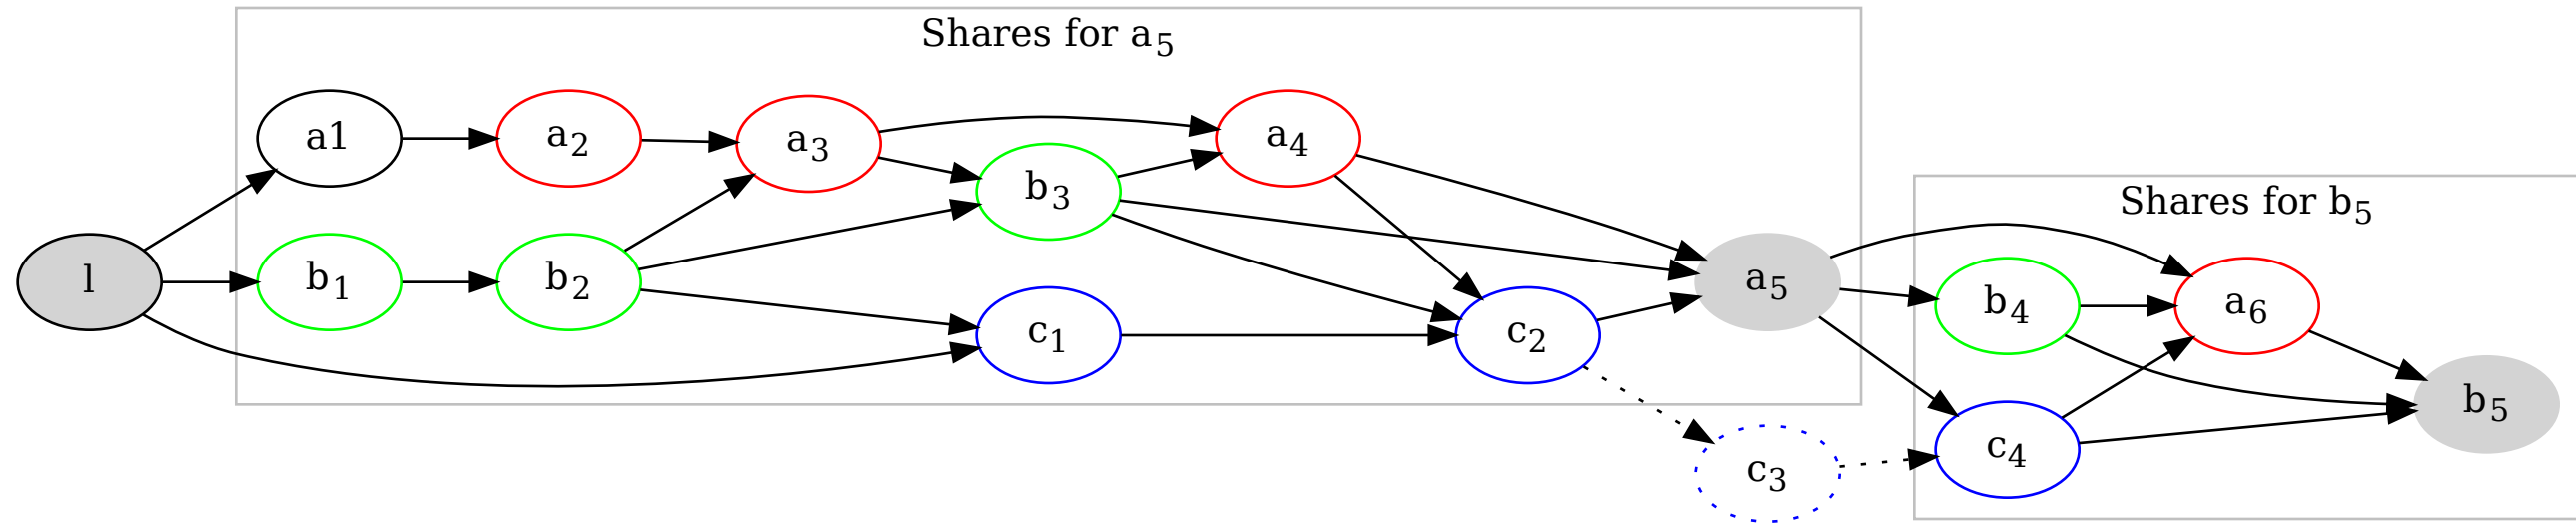 Shares for a5
a1
a2
a3
a4
b3
l
b1
b2
c1
c2
a5
Shares for b5
b4
a6
c3
c4
b5